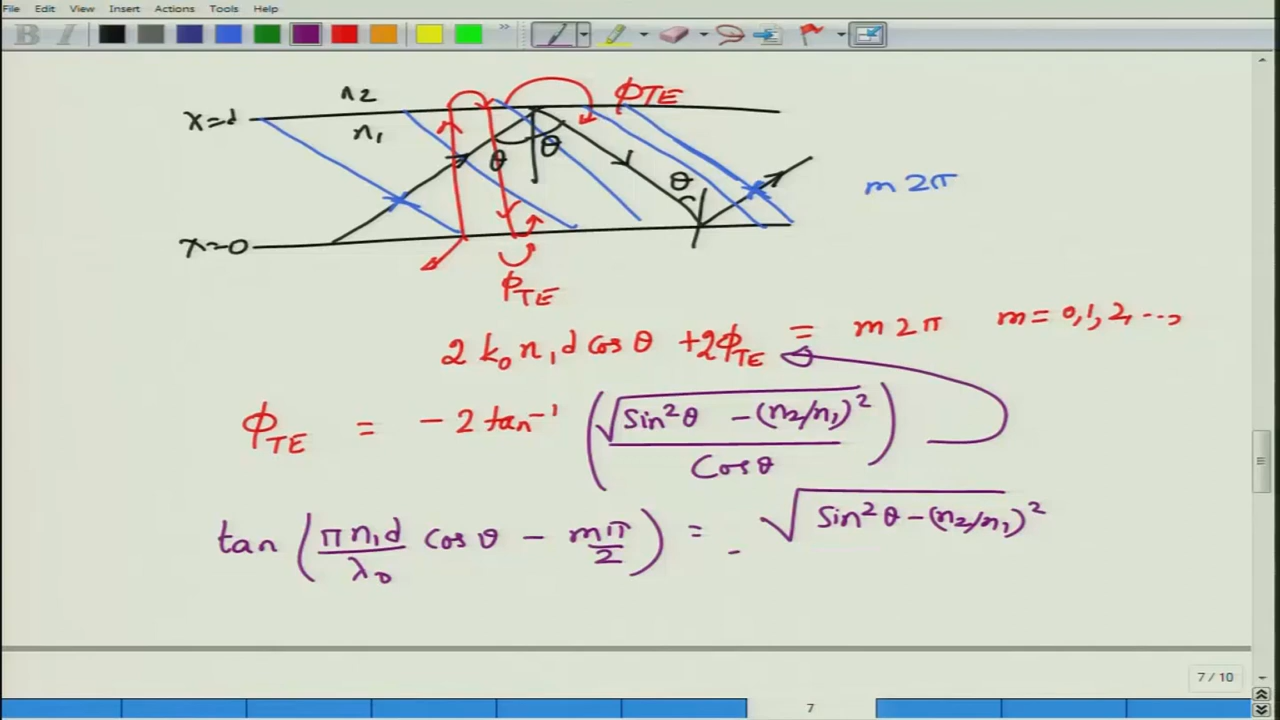 File Edit View Insert Actions Tools Help
B I
x=d n2 ϕTE
n1
θ θ θ m 2π
x=0
ϕTE
2 k0 n1 d cos θ + 2ϕTE = m 2π m = 0, 1, 2, ...,
ϕTE = - 2 tan^-1 ( √(sin²θ - (n2/n1)²) / cos θ )
tan ( π n1 d / λ0 cos θ - mπ / 2 ) = - √(sin²θ - (n2/n1)²)
7 / 10
7